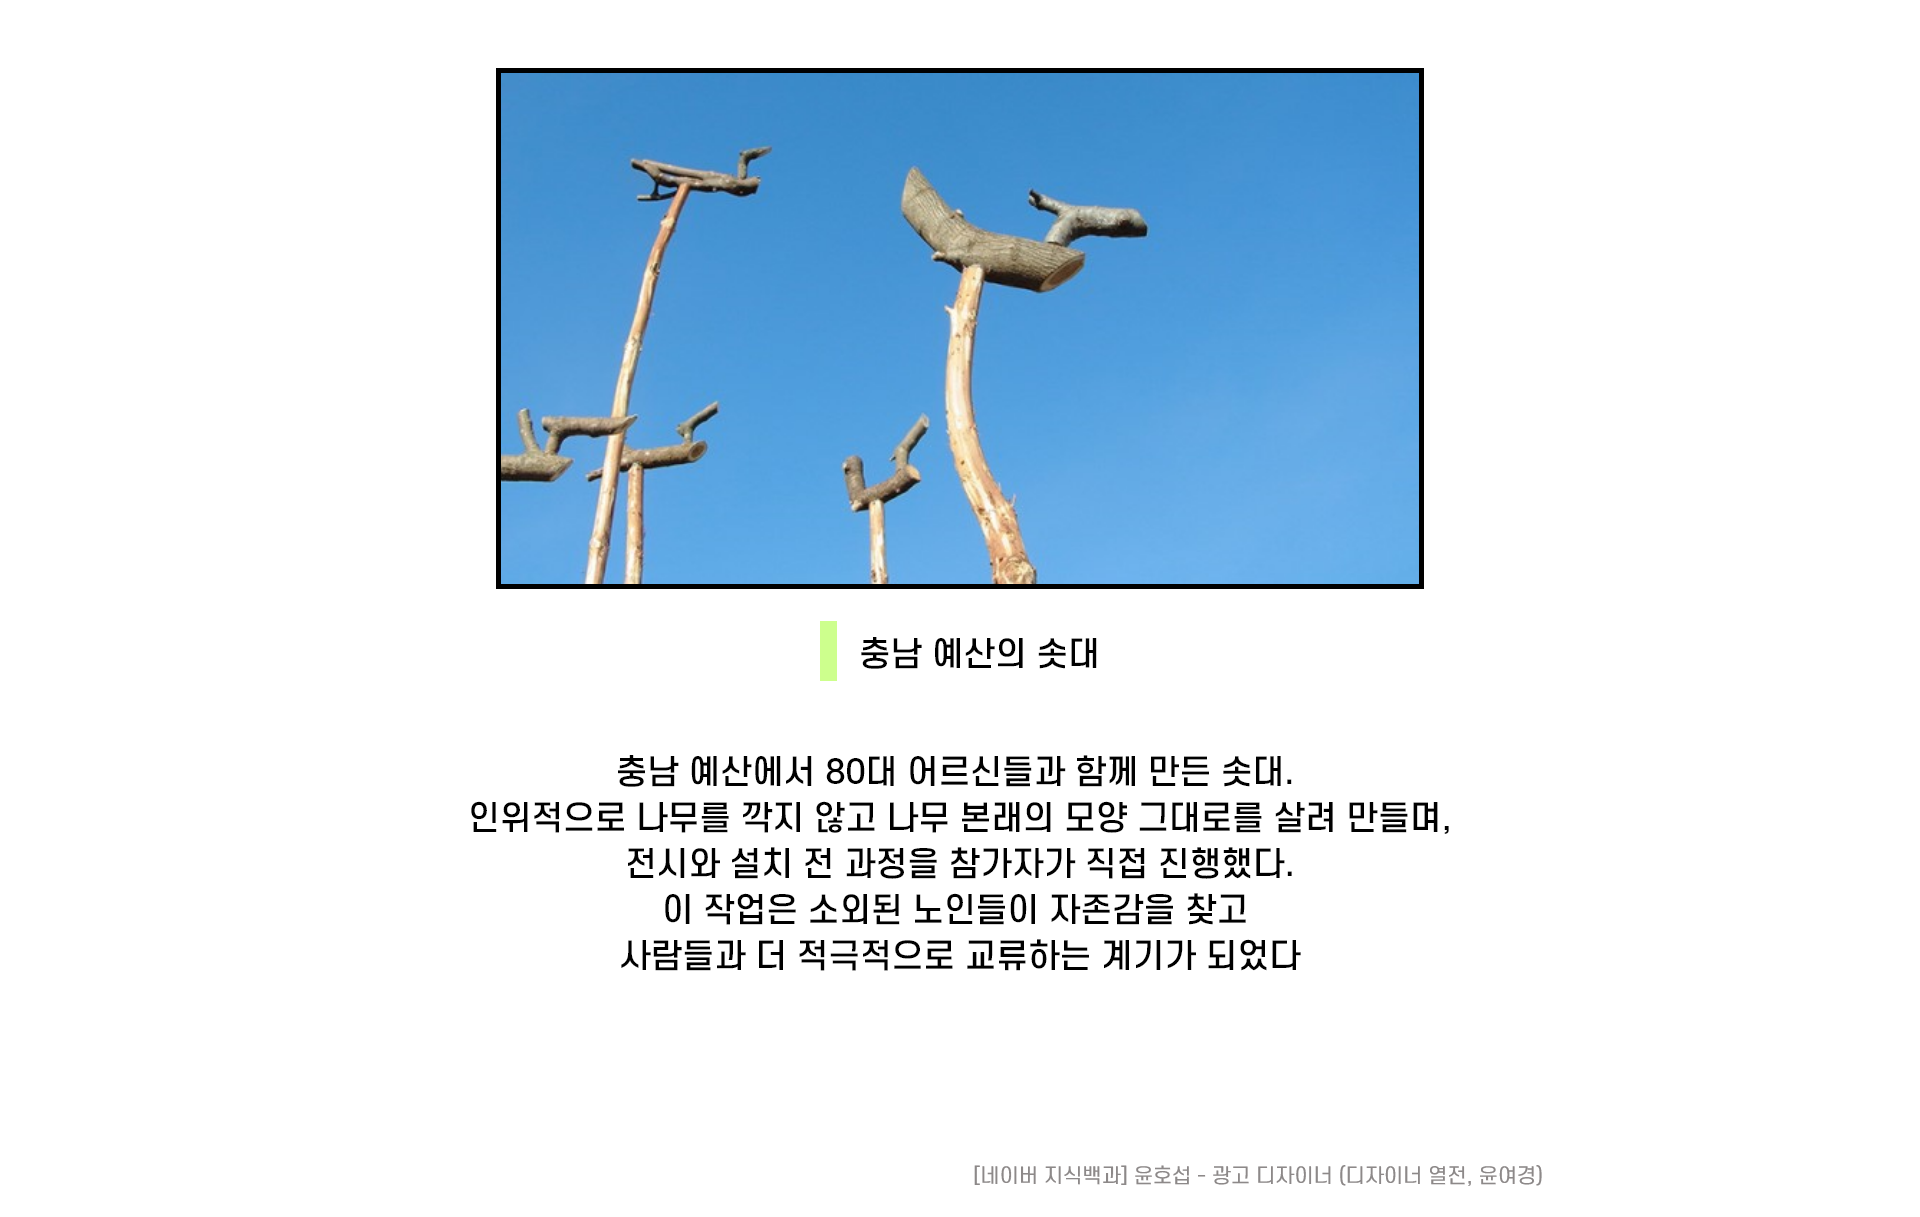 충남 예산의 솟대
충남 예산에서 80대 어르신들과 함께 만든 솟대.
인위적으로 나무를 깍지 않고 나무 본래의 모양 그대로를 살려 만들며,
전시와 설치 전 과정을 참가자가 직접 진행했다.
이 작업은 소외된 노인들이 자존감을 찾고
사람들과 더 적극적으로 교류하는 계기가 되었다
[네이버 지식백과] 윤호섭 - 광고 디자이너 (디자이너 열전, 윤여경)